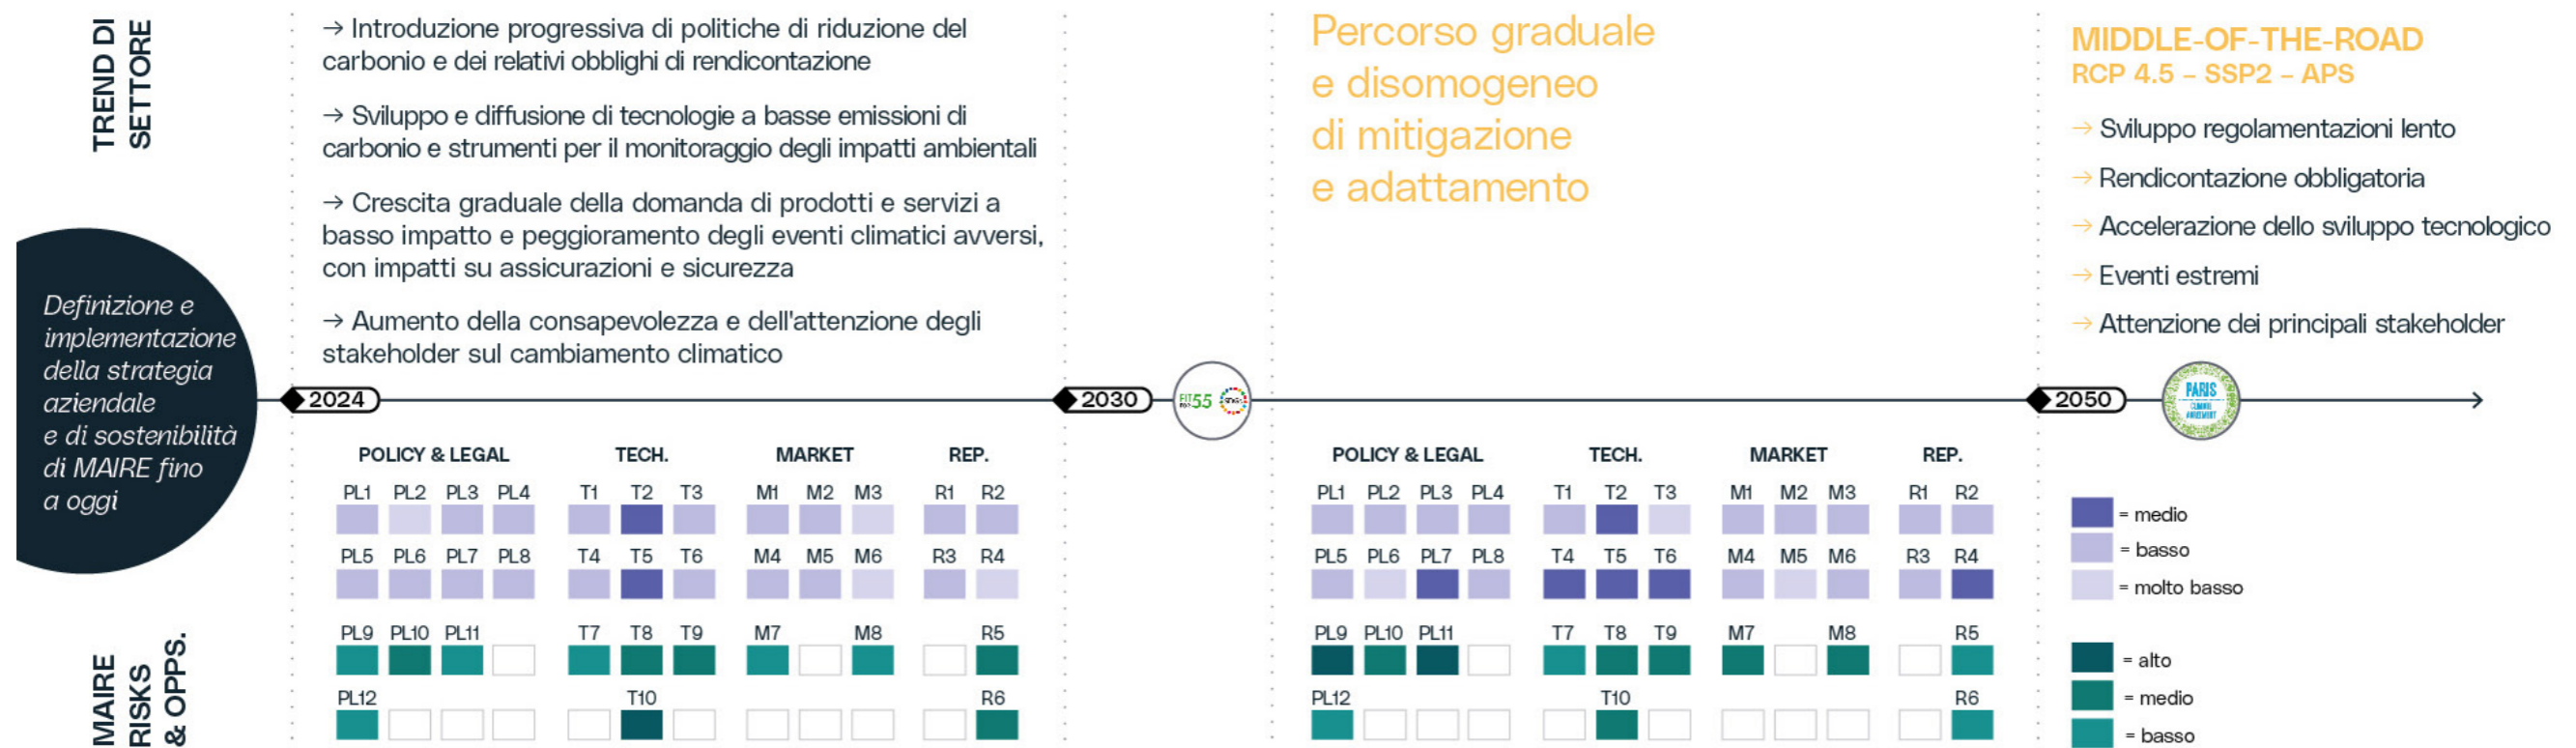 TREND DI
SETTORE
→ Introduzione progressiva di politiche di riduzione del
carbonio e dei relativi obblighi di rendicontazione
→ Sviluppo e diffusione di tecnologie a basse emissioni di
carbonio e strumenti per il monitoraggio degli impatti ambientali
→ Crescita graduale della domanda di prodotti e servizi a
basso impatto e peggioramento degli eventi climatici avversi,
con impatti su assicurazioni e sicurezza
→ Aumento della consapevolezza e dell'attenzione degli
stakeholder sul cambiamento climatico
Percorso graduale
e disomogeneo
di mitigazione
e adattamento
MIDDLE-OF-THE-ROAD
RCP 4.5 – SSP2 – APS
→ Sviluppo regolamentazioni lento
→ Rendicontazione obbligatoria
→ Accelerazione dello sviluppo tecnologico
→ Eventi estremi
→ Attenzione dei principali stakeholder
Definizione e
implementazione
della strategia
aziendale
e di sostenibilità
di MAIRE fino
a oggi
2024
2030
FIT
55
2050
PARIS
MAIRE
RISKS
& OPPS.
POLICY & LEGAL TECH. MARKET REP.
PL1 PL2 PL3 PL4 T1 T2 T3 M1 M2 M3 R1 R2
PL5 PL6 PL7 PL8 T4 T5 T6 M4 M5 M6 R3 R4
PL9 PL10 PL11 T7 T8 T9 M7 M8 R5
PL12 T10 R6
POLICY & LEGAL TECH. MARKET REP.
PL1 PL2 PL3 PL4 T1 T2 T3 M1 M2 M3 R1 R2
PL5 PL6 PL7 PL8 T4 T5 T6 M4 M5 M6 R3 R4
PL9 PL10 PL11 T7 T8 T9 M7 M8 R5
PL12 T10 R6
= medio
= basso
= molto basso
= alto
= medio
= basso